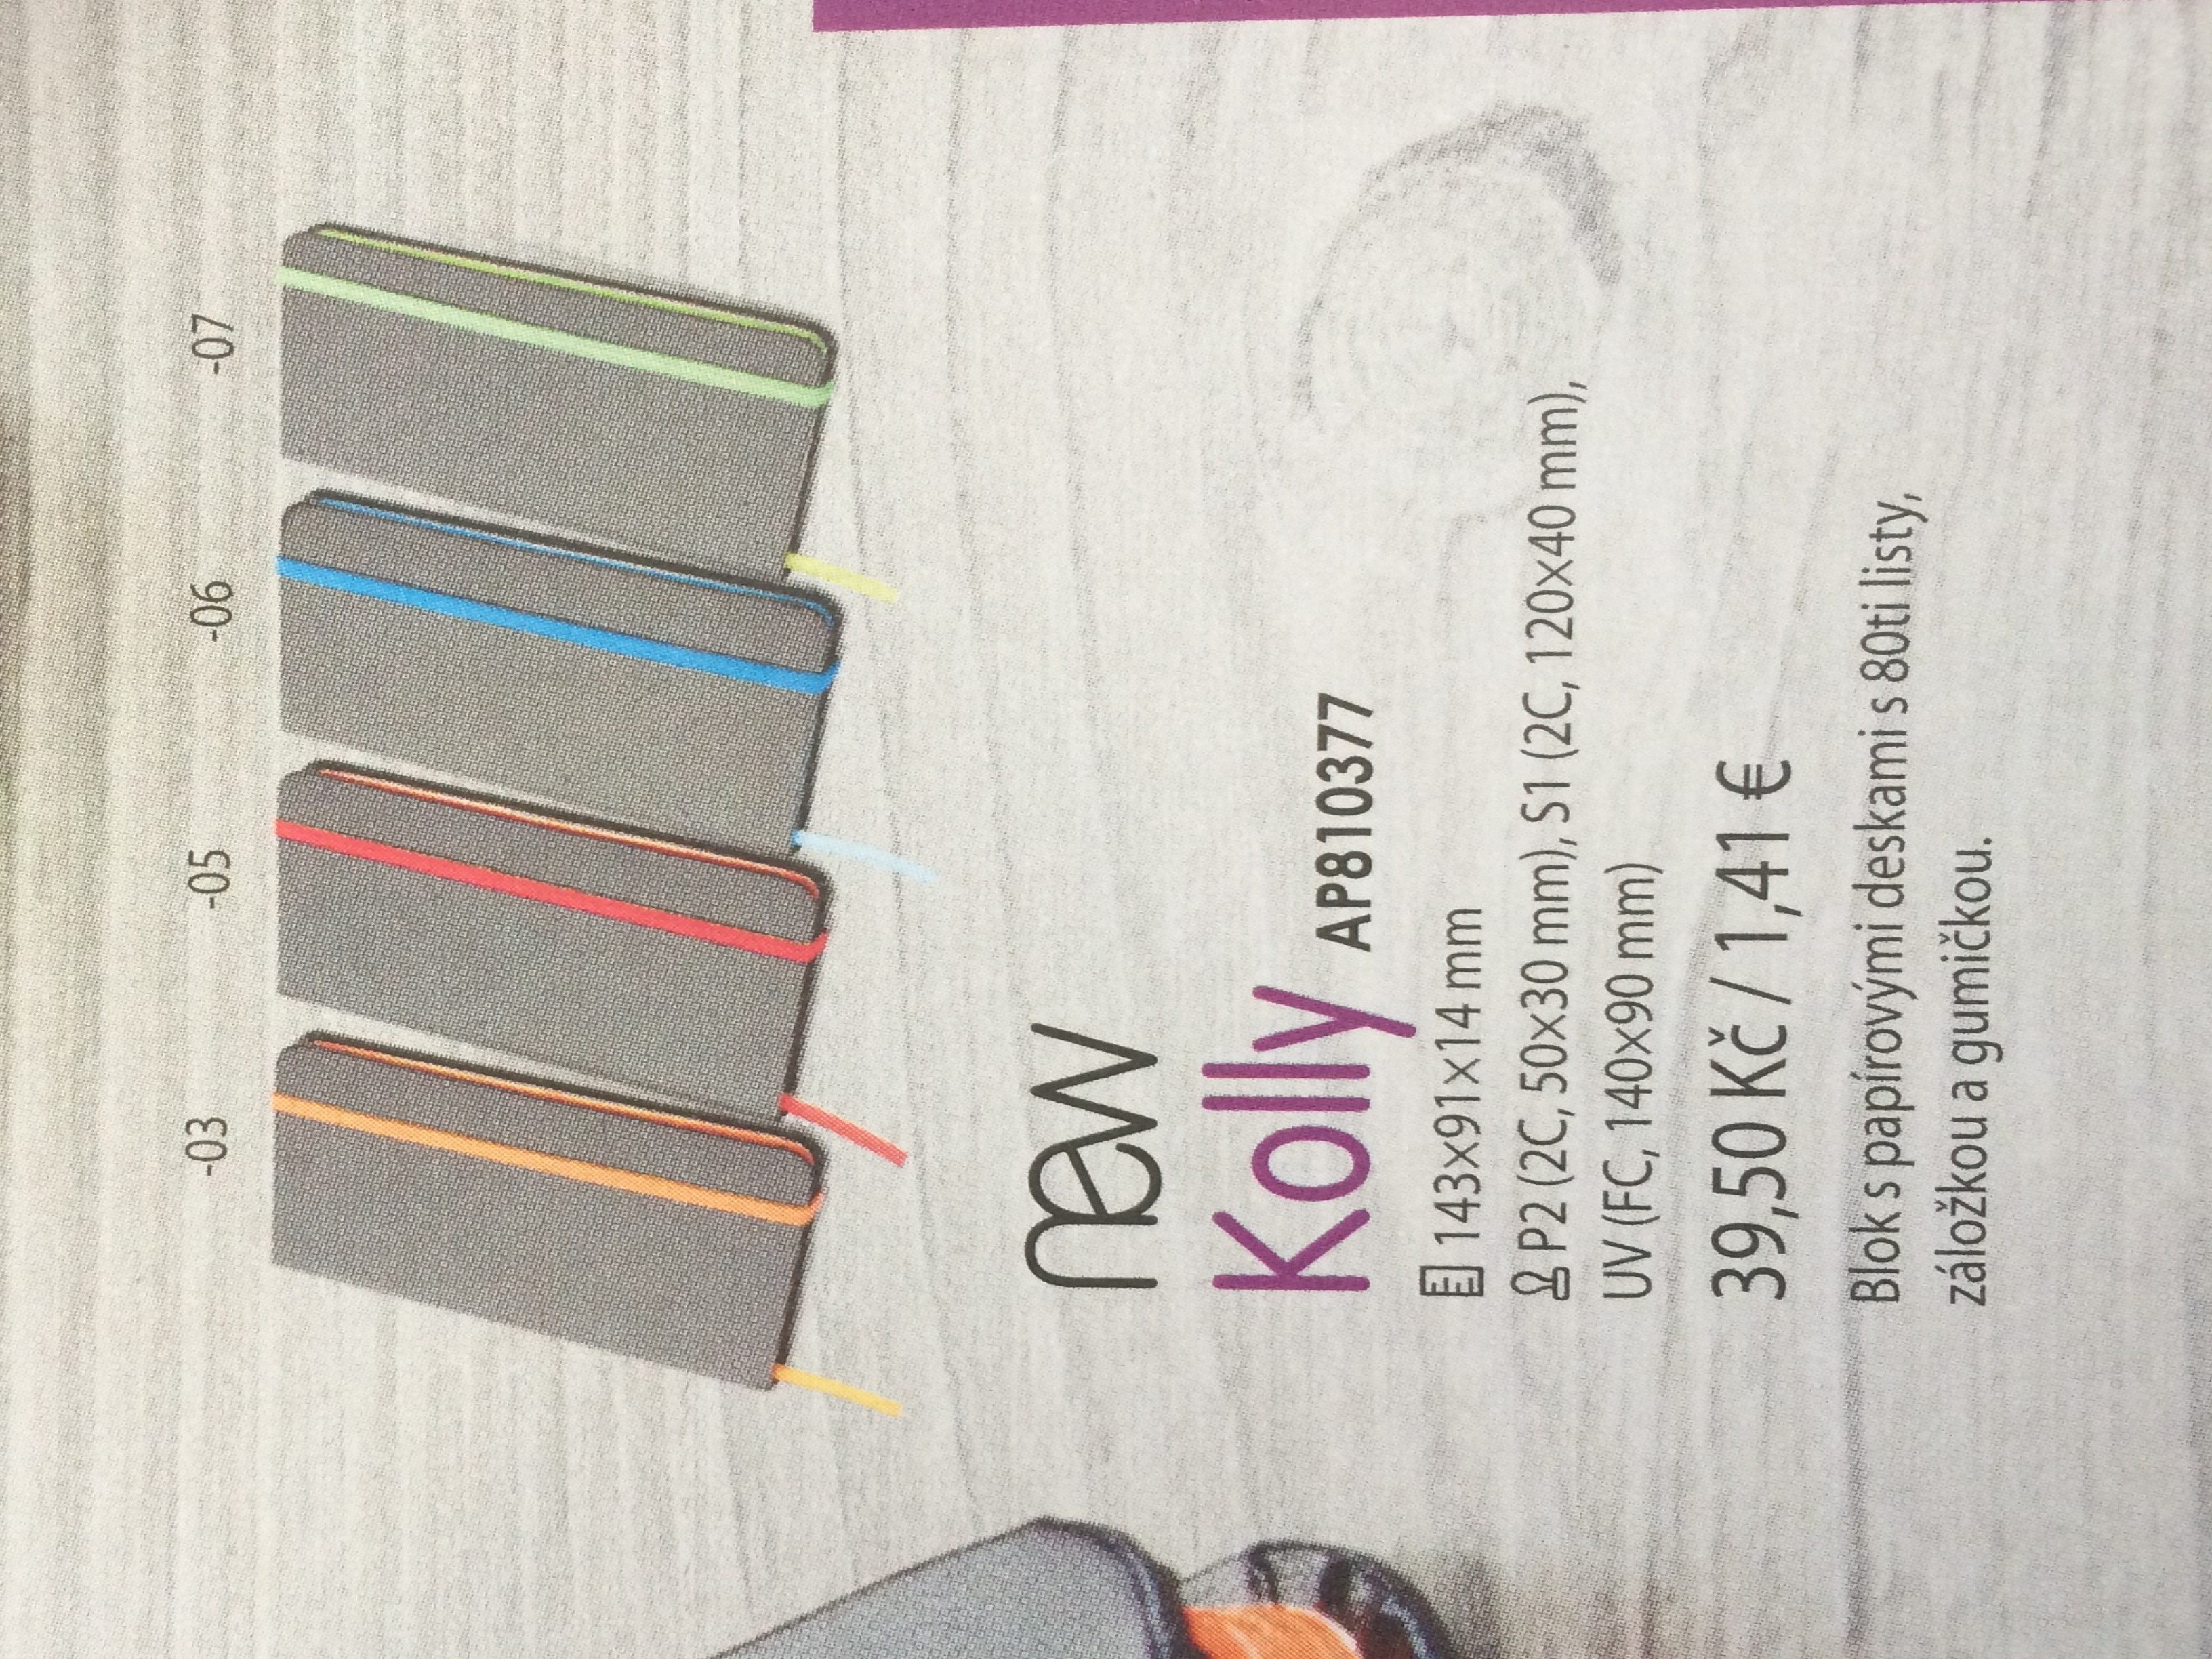 -03 -05 -06 -07
new
Kolly AP810377
143×91×14 mm
P2 (2C, 50×30 mm), S1 (2C, 120×40 mm),
UV (FC, 140×90 mm)
39,50 Kč / 1,41 €
Blok s papírovými deskami s 80ti listy,
záložkou a gumičkou.